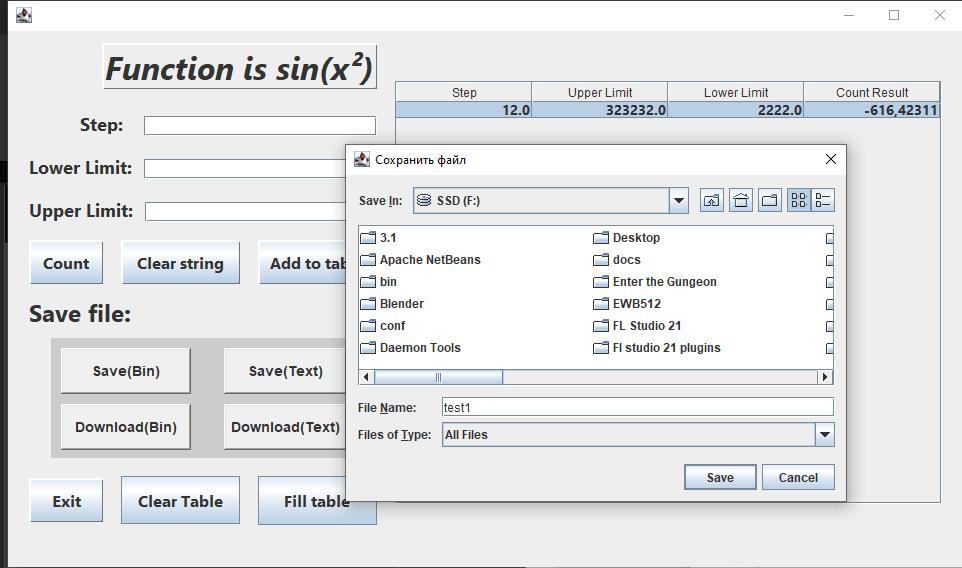 Function is sin(x²)
Step:
Lower Limit:
Upper Limit:
Count
Clear string
Add to tab
Save file:
Save(Bin)
Save(Text)
Download(Bin)
Download(Text)
Exit
Clear Table
Fill table
Step Upper Limit Lower Limit Count Result
12.0 323232.0 2222.0 -616,42311
Сохранить файл
Save In: SSD (F:)
3.1
Apache NetBeans
bin
Blender
conf
Daemon Tools
Desktop
docs
Enter the Gungeon
EWB512
FL Studio 21
Fl studio 21 plugins
File Name: test1
Files of Type: All Files
Save
Cancel